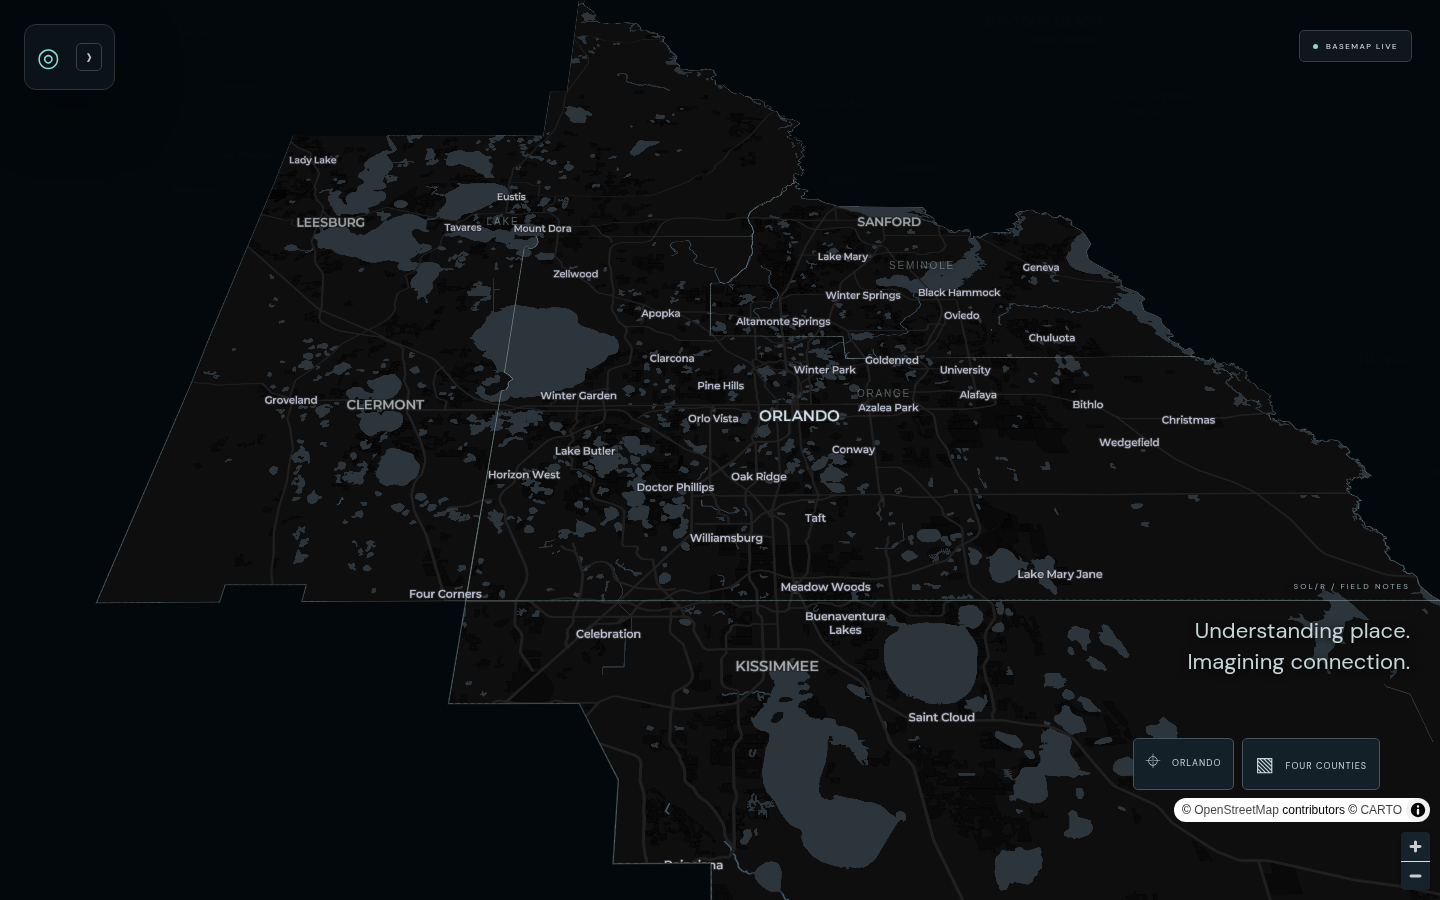 BASEMAP LIVE
Lady Lake
Eustis
LEESBURG
LAKE
Tavares
Mount Dora
SANFORD
Lake Mary
SEMINOLE
Geneva
Zellwood
Winter Springs
Black Hammock
Apopka
Altamonte Springs
Oviedo
Chuluota
Clarcona
Goldenrod
Winter Park
University
Pine Hills
ORANGE
Winter Garden
Alafaya
Groveland
CLERMONT
Azalea Park
Bithlo
Orlo Vista
ORLANDO
Christmas
Wedgefield
Lake Butler
Conway
Horizon West
Oak Ridge
Doctor Phillips
Taft
Williamsburg
Lake Mary Jane
Meadow Woods
SOL/R / FIELD NOTES
Four Corners
Buenaventura
Lakes
Celebration
Understanding place.
Imagining connection.
KISSIMMEE
Saint Cloud
ORLANDO
FOUR COUNTIES
© OpenStreetMap contributors © CARTO